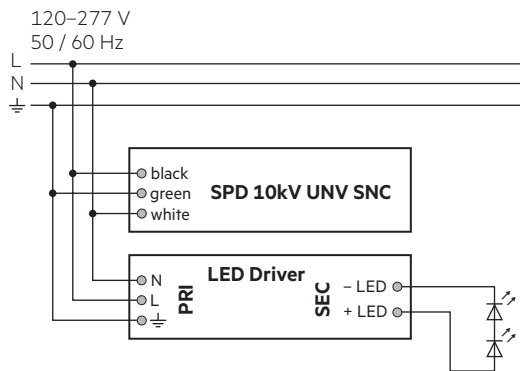 120–277 V
50 / 60 Hz
L
N
black
green
white
SPD 10kV UNV SNC
LED Driver
N
L
PRI
SEC
– LED
+ LED